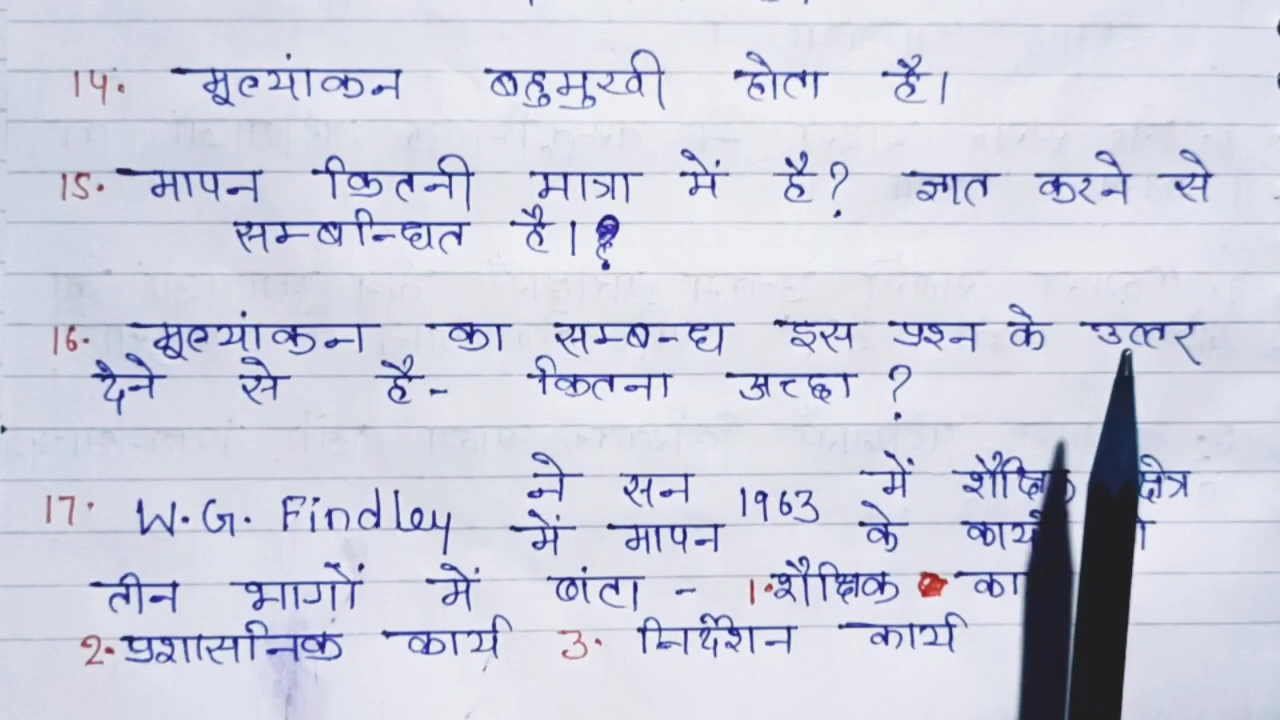 14. मूल्यांकन बहुमुखी होता है।
15. मापन कितनी मात्रा में है? ज्ञात करने से
सम्बन्धित है।
16. मूल्यांकन का सम्बन्ध इस प्रश्न के उत्तर
देने से है- कितना अच्छा ?
17. W.G. Findley ने सन 1963 में शैक्षिक क्षेत्र
में मापन के कार्य
तीन भागों में बांटा - 1. शैक्षिक
2. प्रशासनिक कार्य 3. निर्देशन कार्य